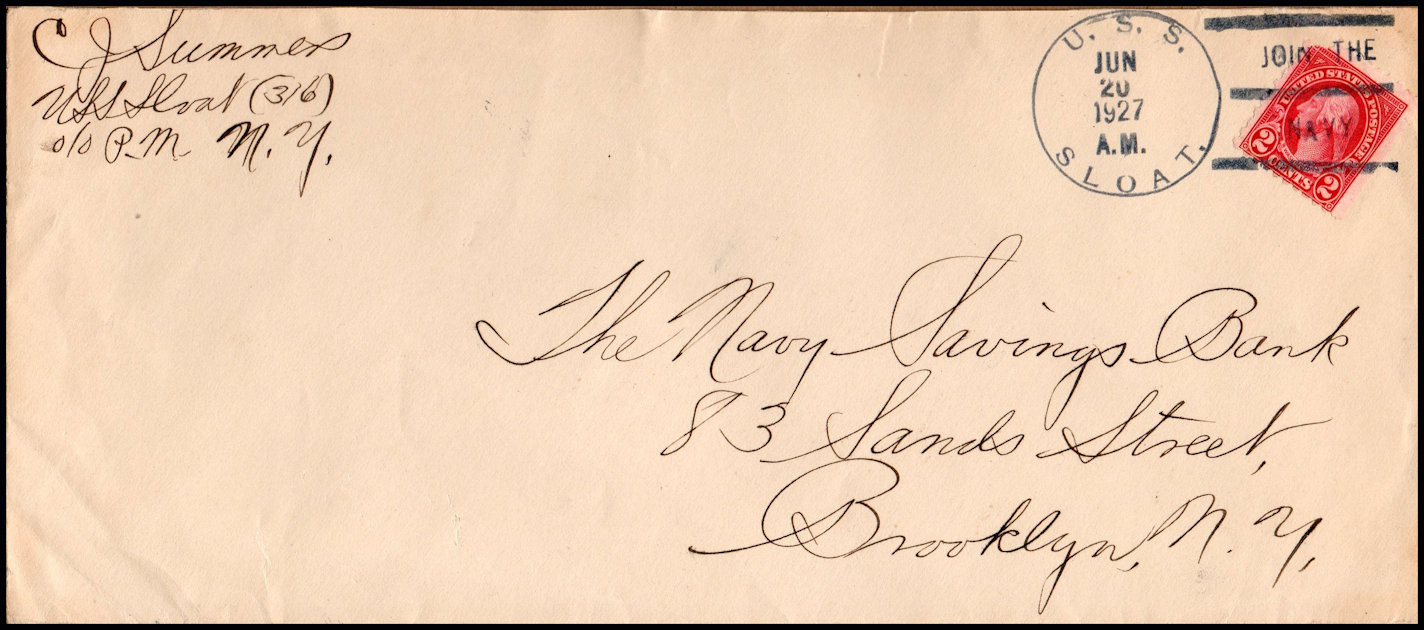 C J Summers
USS Sloat (316)
c/o P.M. N.Y.
U. S. S.
JUN
20
1927
A.M.
SLOAT.
JOIN THE
NAVY
UNITED STATES POSTAGE
2 CENTS 2
The Navy Savings Bank
83 Sands Street,
Brooklyn, N. Y.,